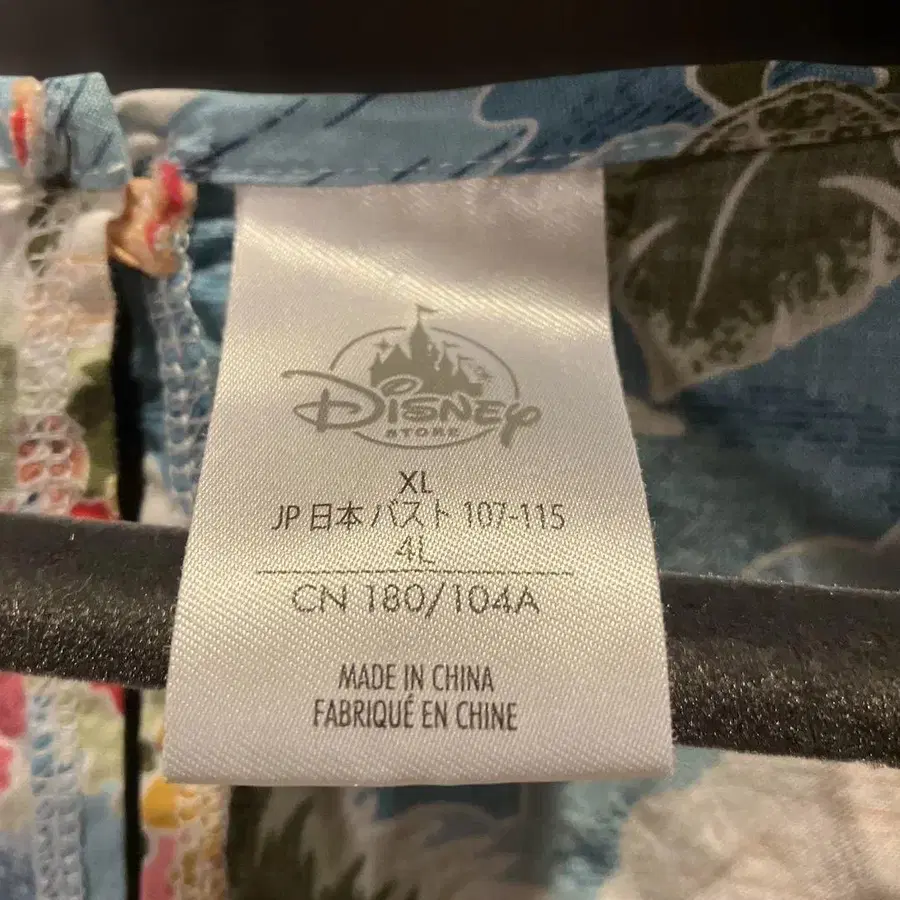 DISNEY
STORE
XL
JP 日本 バスト 107-115
4L
CN 180/104A
MADE IN CHINA
FABRIQUÉ EN CHINE